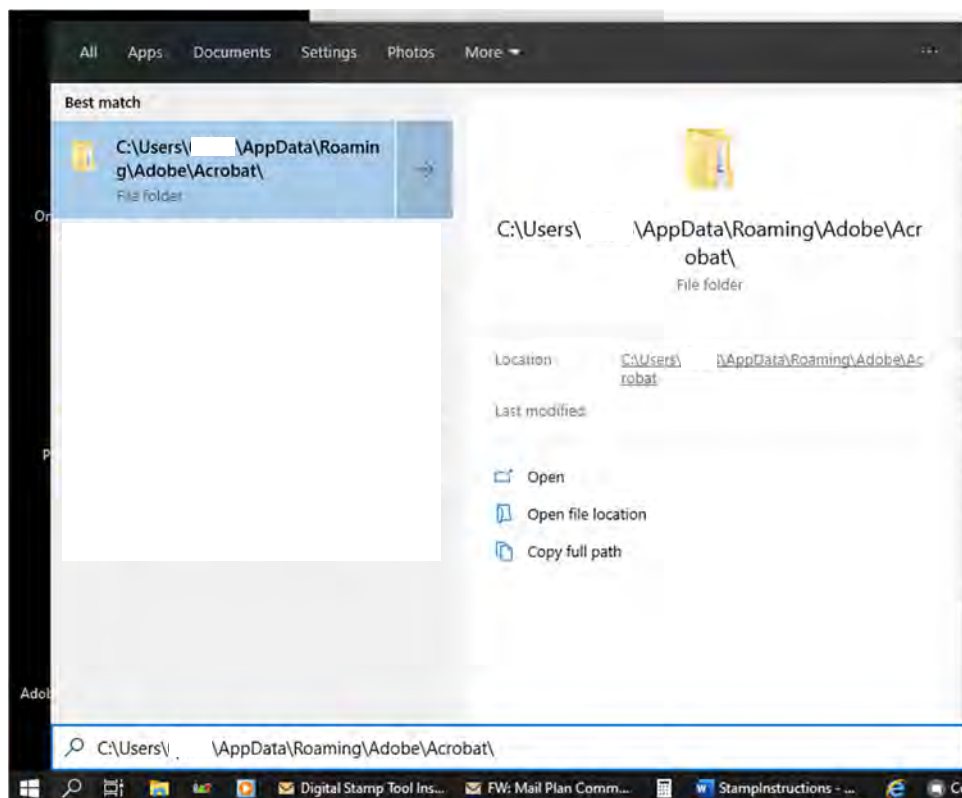 All Apps Documents Settings Photos More
Best match
C:\Users\ \AppData\Roamin
g\Adobe\Acrobat\
File folder
C:\Users\ \AppData\Roaming\Adobe\Acr
obat\
File folder
Location C:\Users\ \AppData\Roaming\Adobe\Ac
robat
Last modified
Open
Open file location
Copy full path
C:\Users\ \AppData\Roaming\Adobe\Acrobat\
Digital Stamp Tool Ins... FW: Mail Plan Comm... StampInstructions - ...